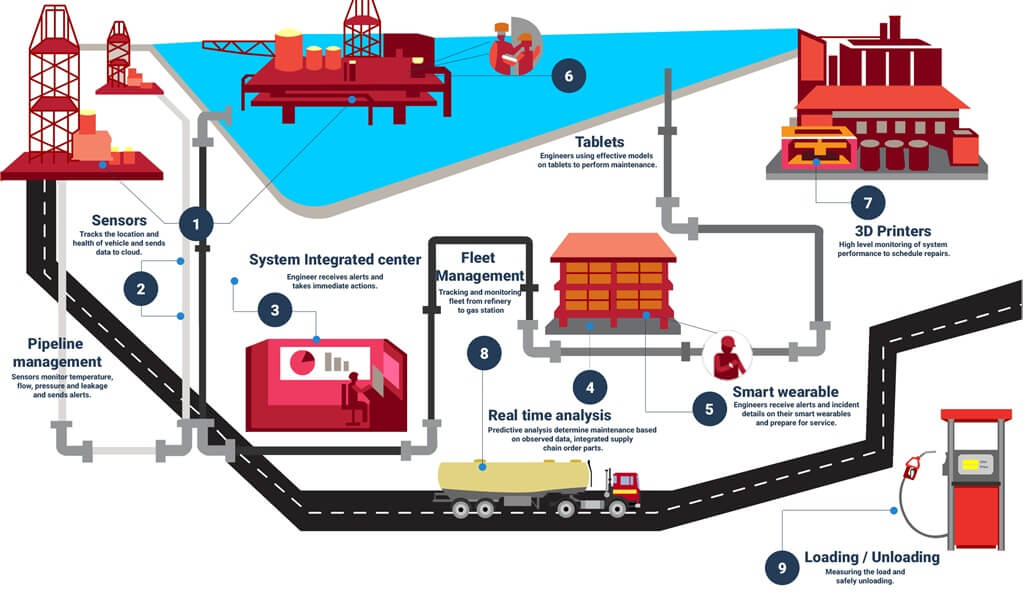 6
Tablets
Engineers using effective models
on tablets to perform maintenance.
7
3D Printers
High level monitoring of system
performance to schedule repairs.
1
Sensors
Tracks the location and
health of vehicle and sends
data to cloud.
2
System Integrated center
Engineer receives alerts and
takes immediate actions.
3
Fleet
Management
Tracking and monitoring
fleet from refinery
to gas station
8
Pipeline
management
Sensors monitor temperature,
flow, pressure and leakage
and sends alerts.
4
5
Smart wearable
Engineers receive alerts and incident
details on their smart wearables
and prepare for service.
Real time analysis
Predictive analysis determine maintenance based
on observed data, integrated supply
chain order parts.
9
Loading / Unloading
Measuring the load and
safely unloading.